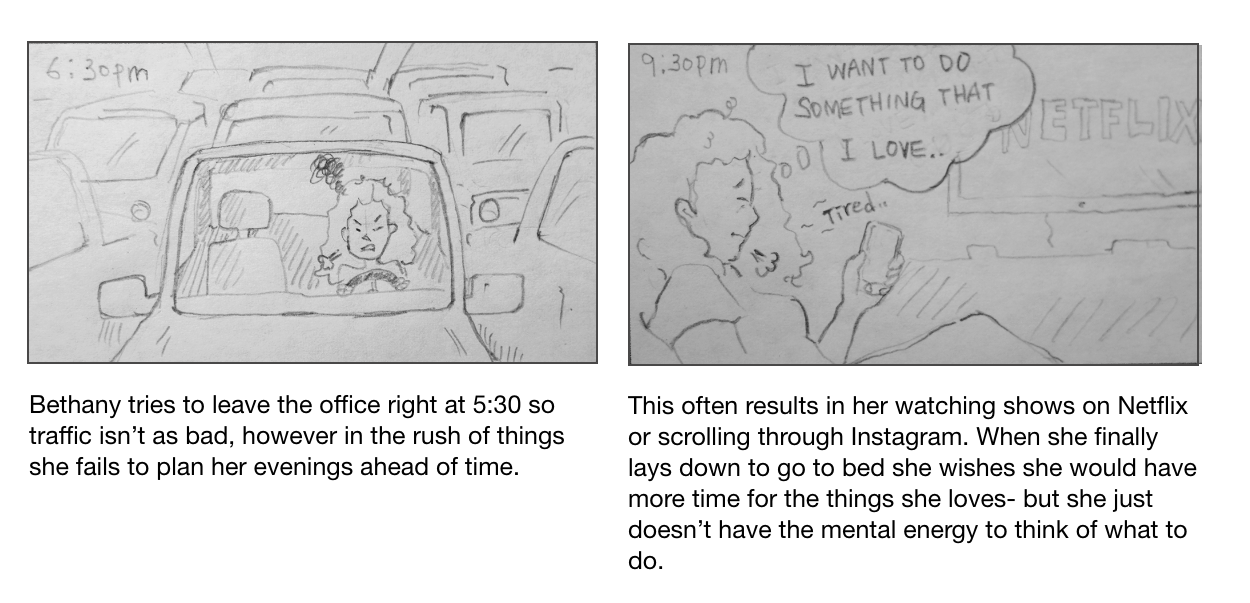 6:30pm
9:30pm
I WANT TO DO
SOMETHING THAT
I LOVE..
NETFLIX
Tired..
Bethany tries to leave the office right at 5:30 so
traffic isn’t as bad, however in the rush of things
she fails to plan her evenings ahead of time.
This often results in her watching shows on Netflix
or scrolling through Instagram. When she finally
lays down to go to bed she wishes she would have
more time for the things she loves- but she just
doesn’t have the mental energy to think of what to
do.